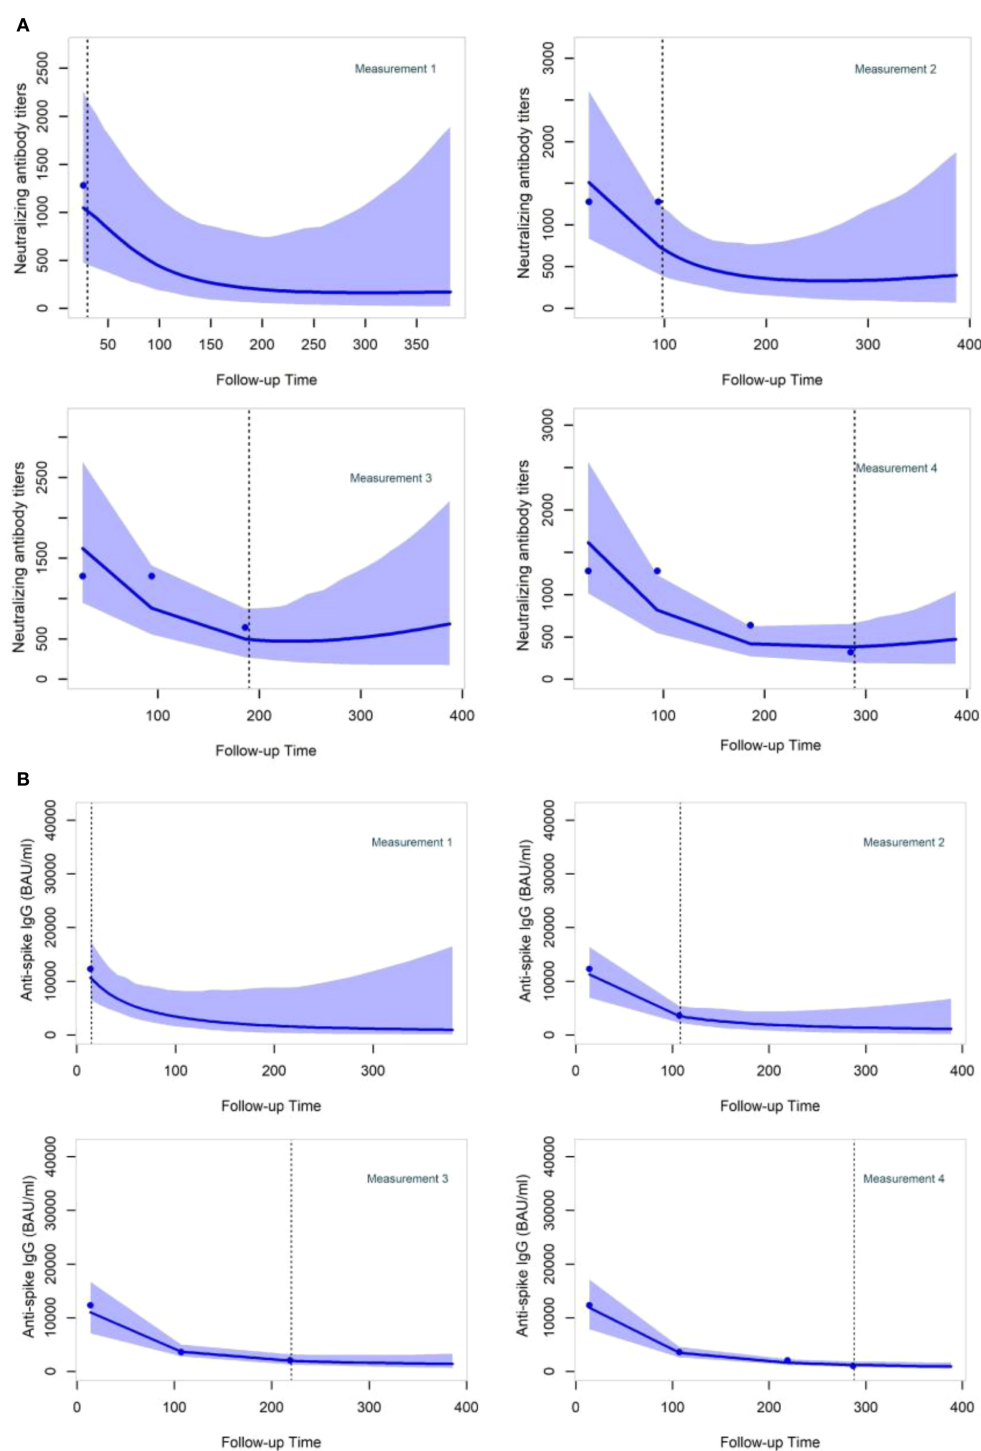 A
Neutralizing antibody titers
2500
2000
1500
1000
500
0
Measurement 1
50 100 150 200 250 300 350
Follow-up Time
Neutralizing antibody titers
3000
2000
1000
500
0
Measurement 2
100 200 300 400
Follow-up Time
Neutralizing antibody titers
2500
1500
500
0
Measurement 3
100 200 300 400
Follow-up Time
Neutralizing antibody titers
3000
2000
1000
500
0
Measurement 4
100 200 300 400
Follow-up Time
B
Anti-spike IgG (BAU/ml)
40000
30000
20000
10000
0
Measurement 1
0 100 200 300
Follow-up Time
Anti-spike IgG (BAU/ml)
40000
30000
20000
10000
0
Measurement 2
0 100 200 300 400
Follow-up Time
Anti-spike IgG (BAU/ml)
40000
30000
20000
10000
0
Measurement 3
0 100 200 300 400
Follow-up Time
Anti-spike IgG (BAU/ml)
40000
30000
20000
10000
0
Measurement 4
0 100 200 300 400
Follow-up Time